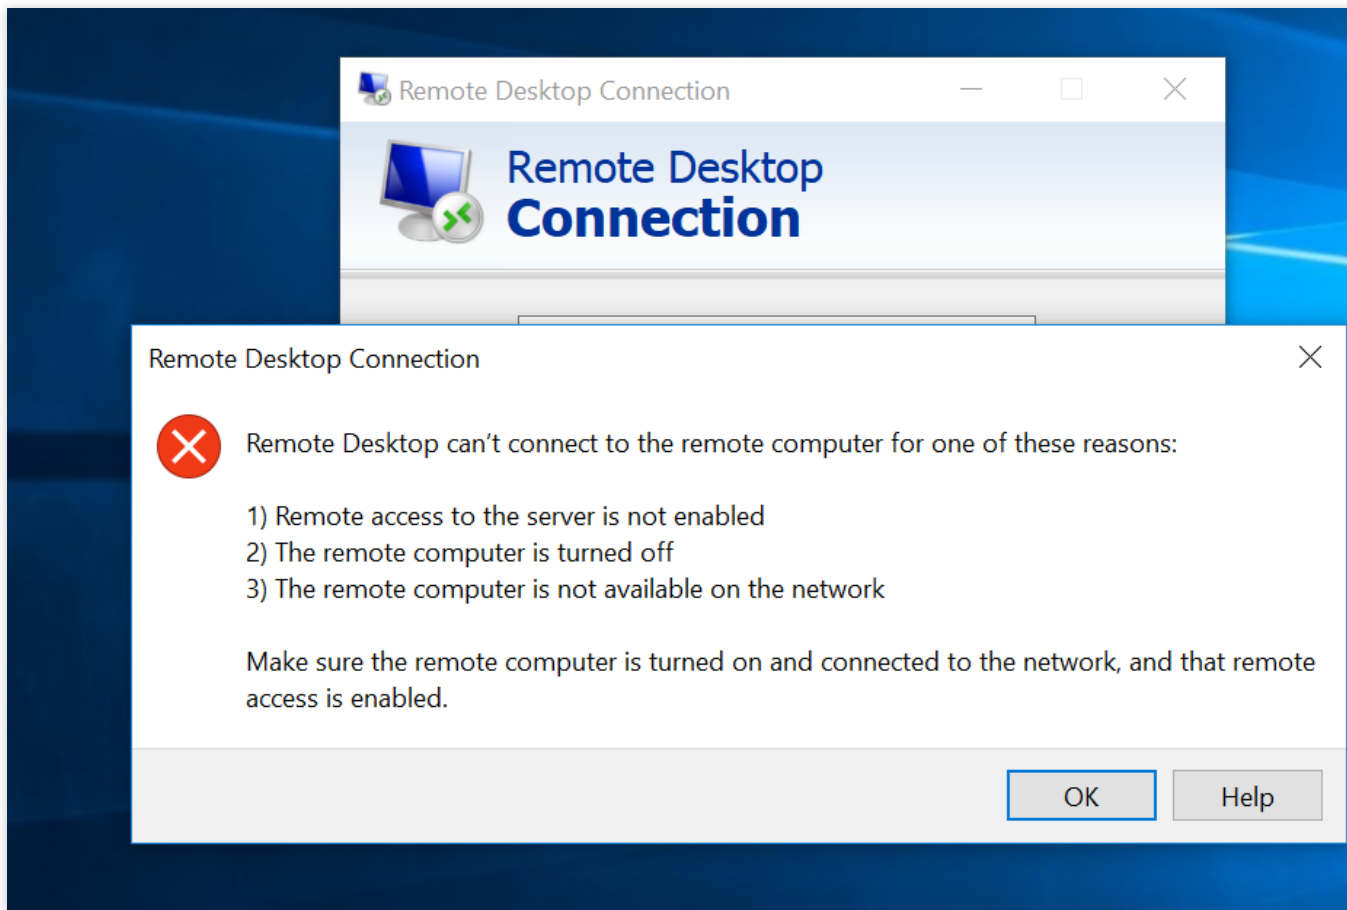 Remote Desktop Connection
Remote Desktop
Connection
Remote Desktop Connection
Remote Desktop can’t connect to the remote computer for one of these reasons:
1) Remote access to the server is not enabled
2) The remote computer is turned off
3) The remote computer is not available on the network
Make sure the remote computer is turned on and connected to the network, and that remote
access is enabled.
OK
Help